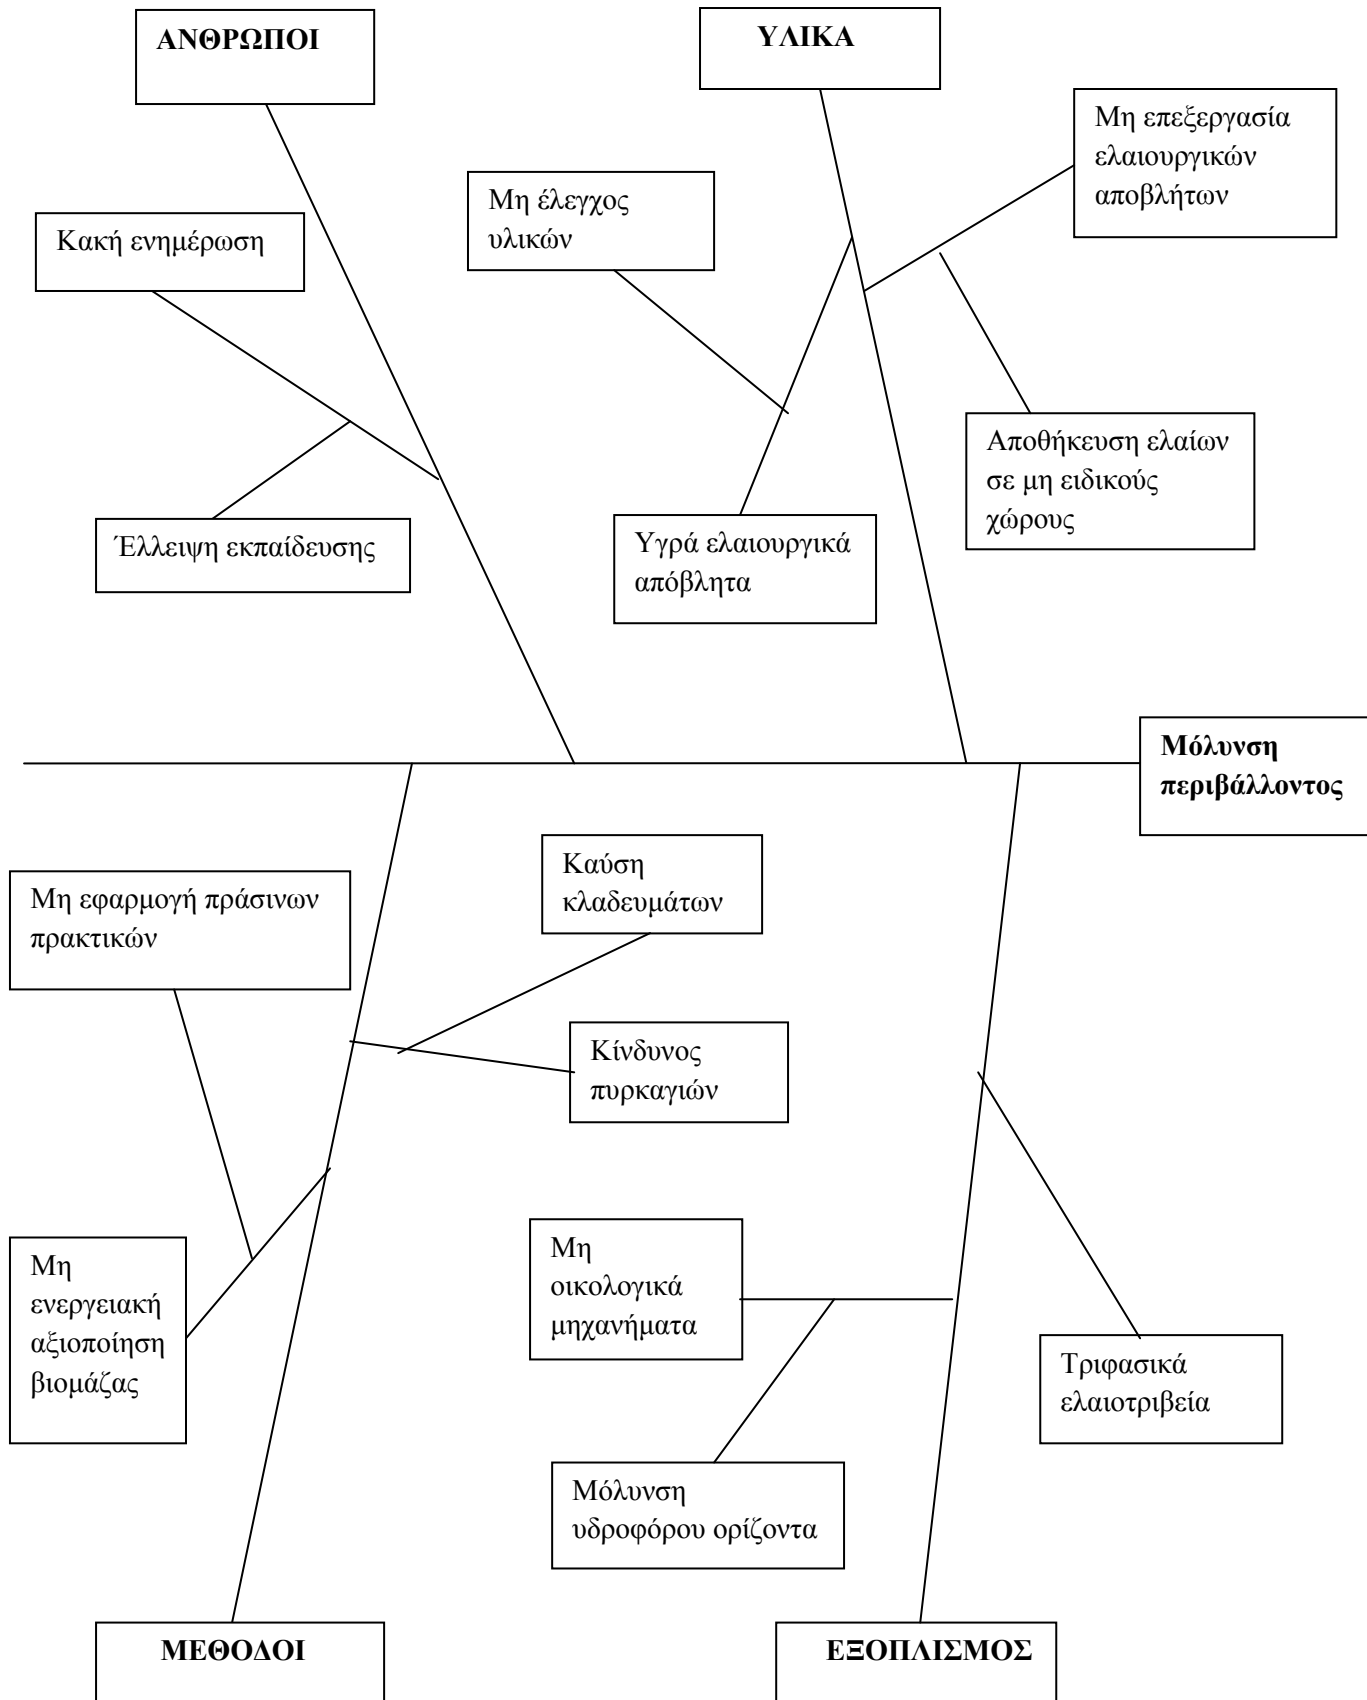 ΑΝΘΡΩΠΟΙ
ΥΛΙΚΑ
Μη επεξεργασία
ελαιουργικών
αποβλήτων
Μη έλεγχος
υλικών
Κακή ενημέρωση
Αποθήκευση ελαίων
σε μη ειδικούς
χώρους
Έλλειψη εκπαίδευσης
Υγρά ελαιουργικά
απόβλητα
Μόλυνση
περιβάλλοντος
Καύση
κλαδευμάτων
Μη εφαρμογή πράσινων
πρακτικών
Κίνδυνος
πυρκαγιών
Μη
ενεργειακή
αξιοποίηση
βιομάζας
Μη
οικολογικά
μηχανήματα
Τριφασικά
ελαιοτριβεία
Μόλυνση
υδροφόρου ορίζοντα
ΜΕΘΟΔΟΙ
ΕΞΟΠΛΙΣΜΟΣ